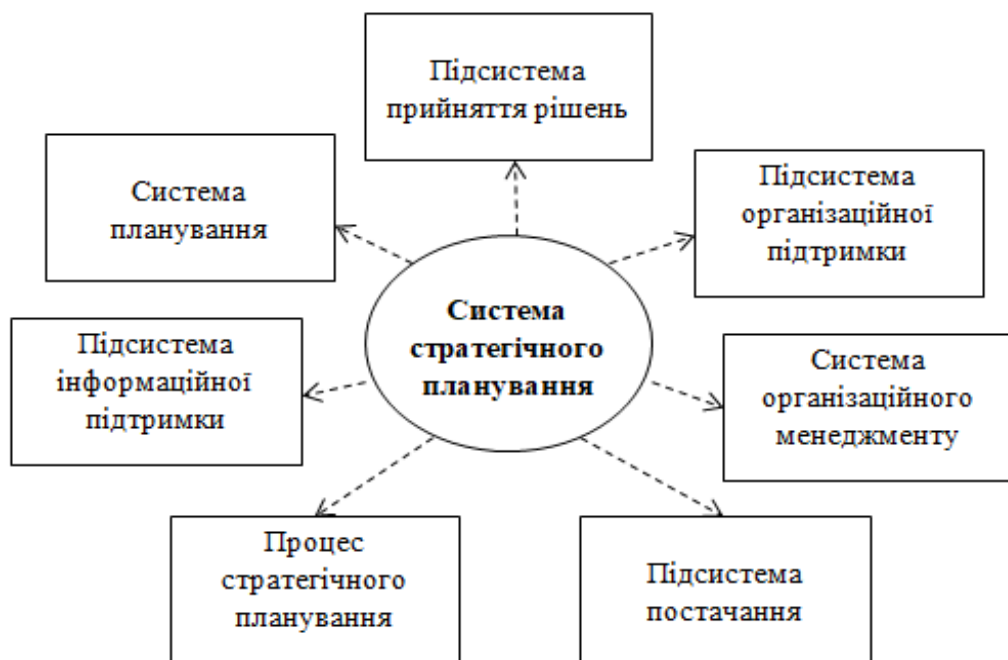 Підсистема
прийняття рішень
Система
планування
Підсистема
організаційної
підтримки
Система
стратегічного
планування
Підсистема
інформаційної
підтримки
Система
організаційного
менеджменту
Процес
стратегічного
планування
Підсистема
постачання